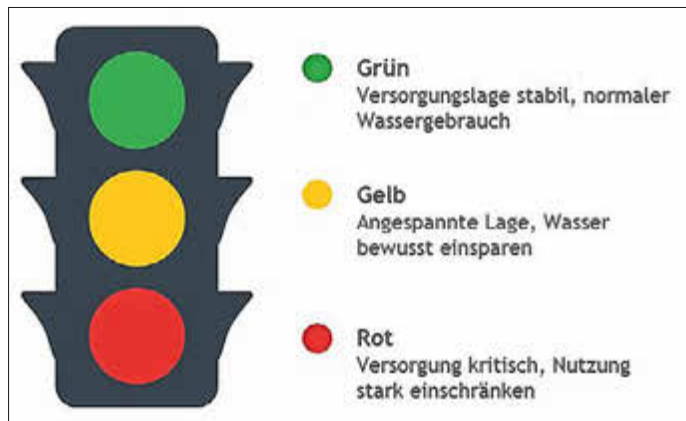 Grün
Versorgungslage stabil, normaler
Wassergebrauch
Gelb
Angespannte Lage, Wasser
bewusst einsparen
Rot
Versorgung kritisch, Nutzung
stark einschränken